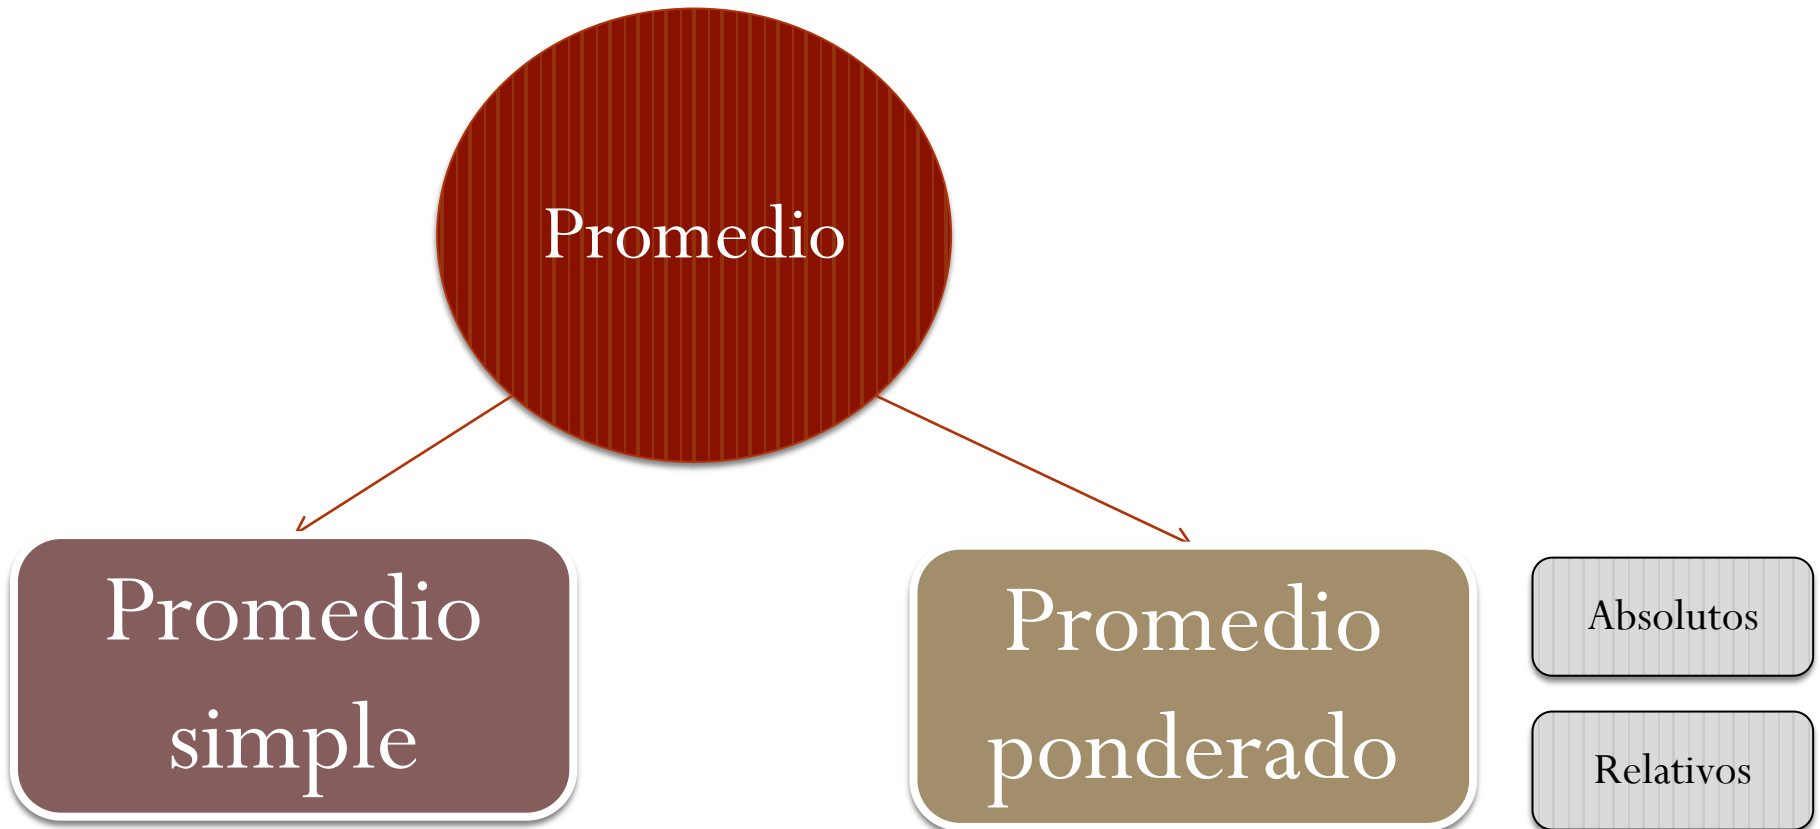 Promedio
Promedio
simple
Promedio
ponderado
Absolutos
Relativos